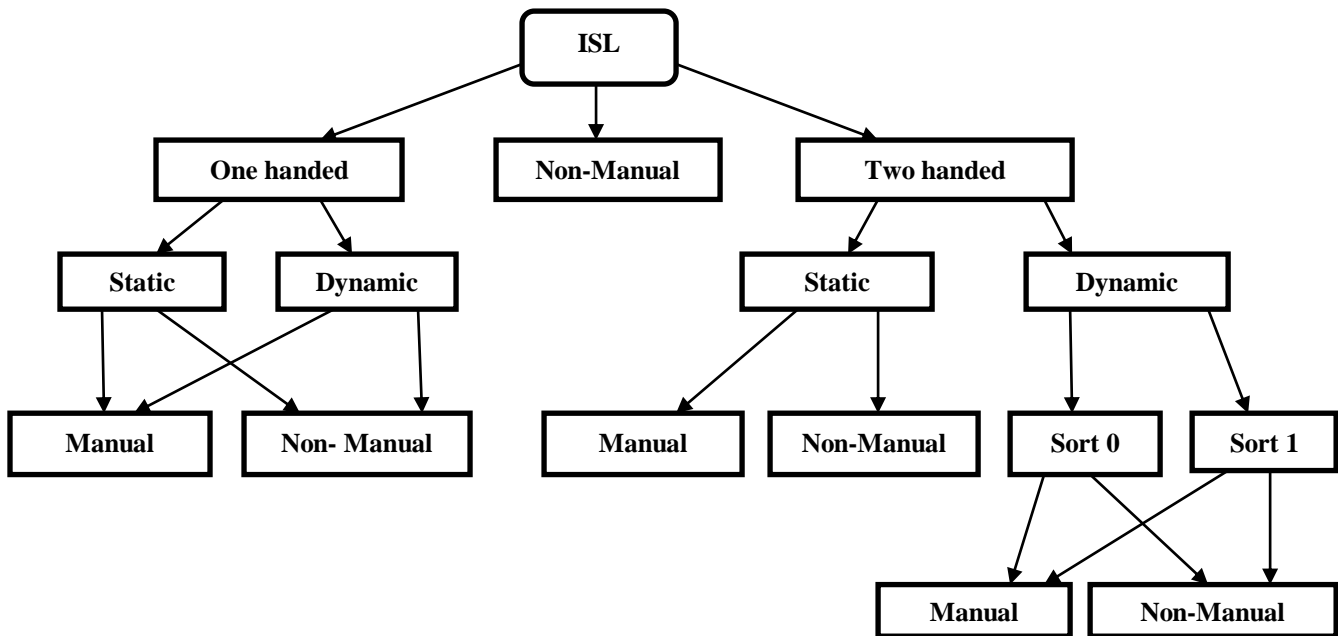 ISL
One handed
Non-Manual
Two handed
Static
Dynamic
Static
Dynamic
Manual
Non- Manual
Manual
Non-Manual
Sort 0
Sort 1
Manual
Non-Manual